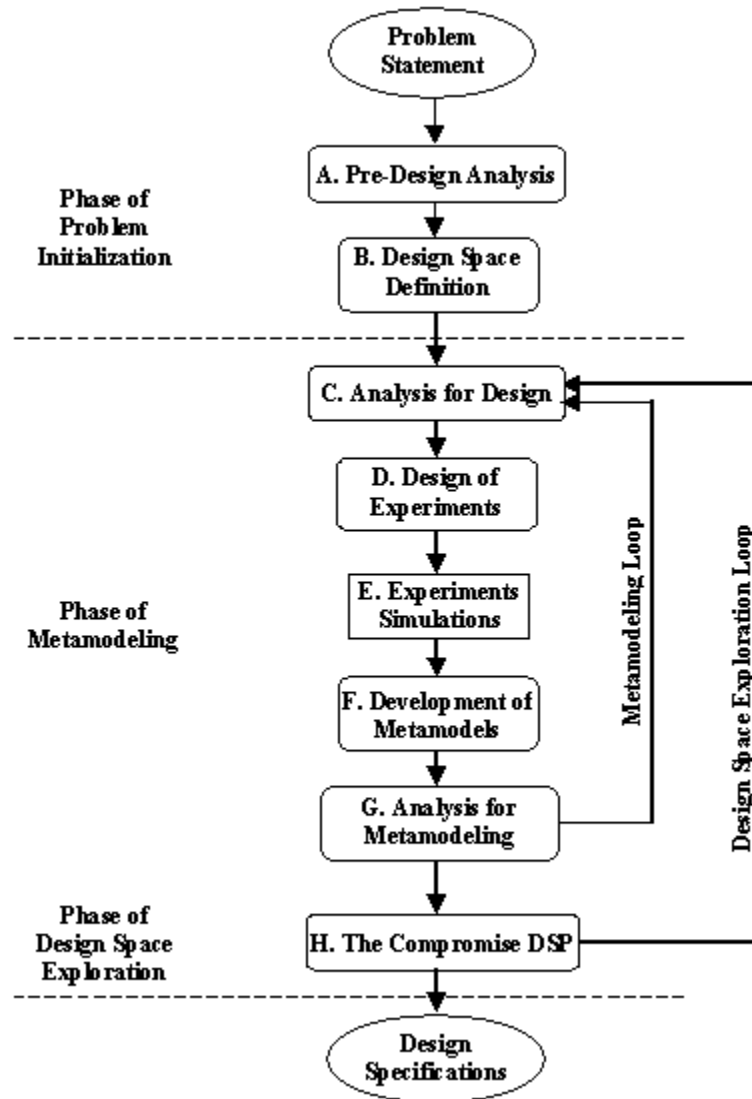 Problem
Statement
A. Pre-Design Analysis
Phase of
Problem
Initialization
B. Design Space
Definition
C. Analysis for Design
D. Design of
Experiments
E. Experiments
Simulations
Phase of
Metamodeling
F. Development of
Metamodels
G. Analysis for
Metamodeling
Metamodeling Loop
Design Space Exploration Loop
Phase of
Design Space
Exploration
H. The Compromise DSP
Design
Specifications